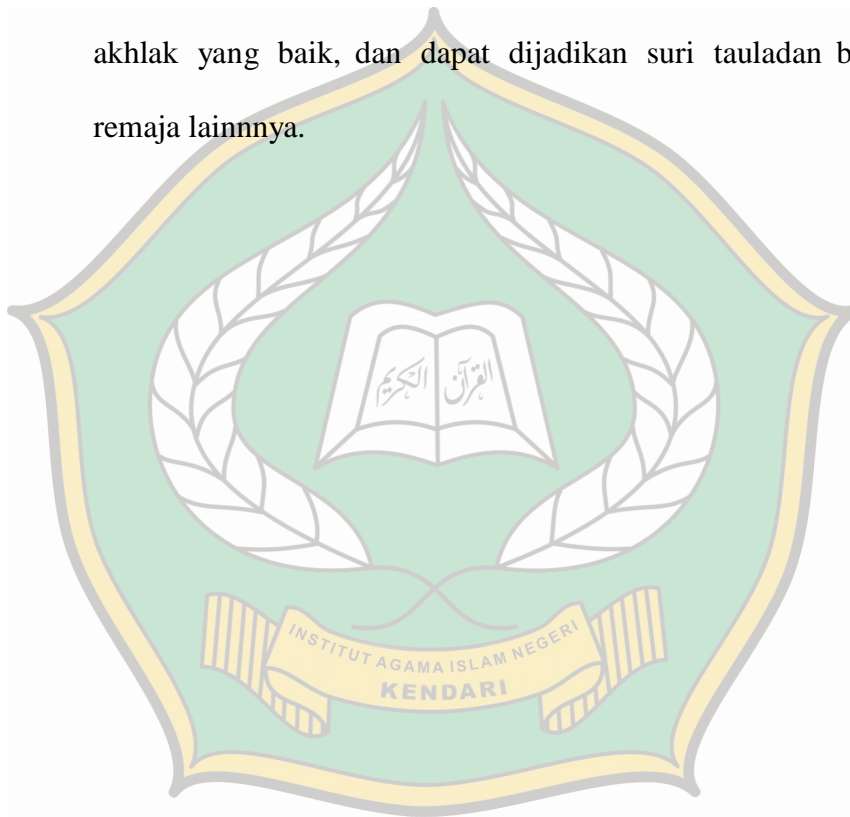 akhlak yang baik, dan dapat dijadikan suri tauladan b
remaja lainnnya.
القرآن
الكريم
INSTITUT AGAMA ISLAM NEGERI
KENDARI